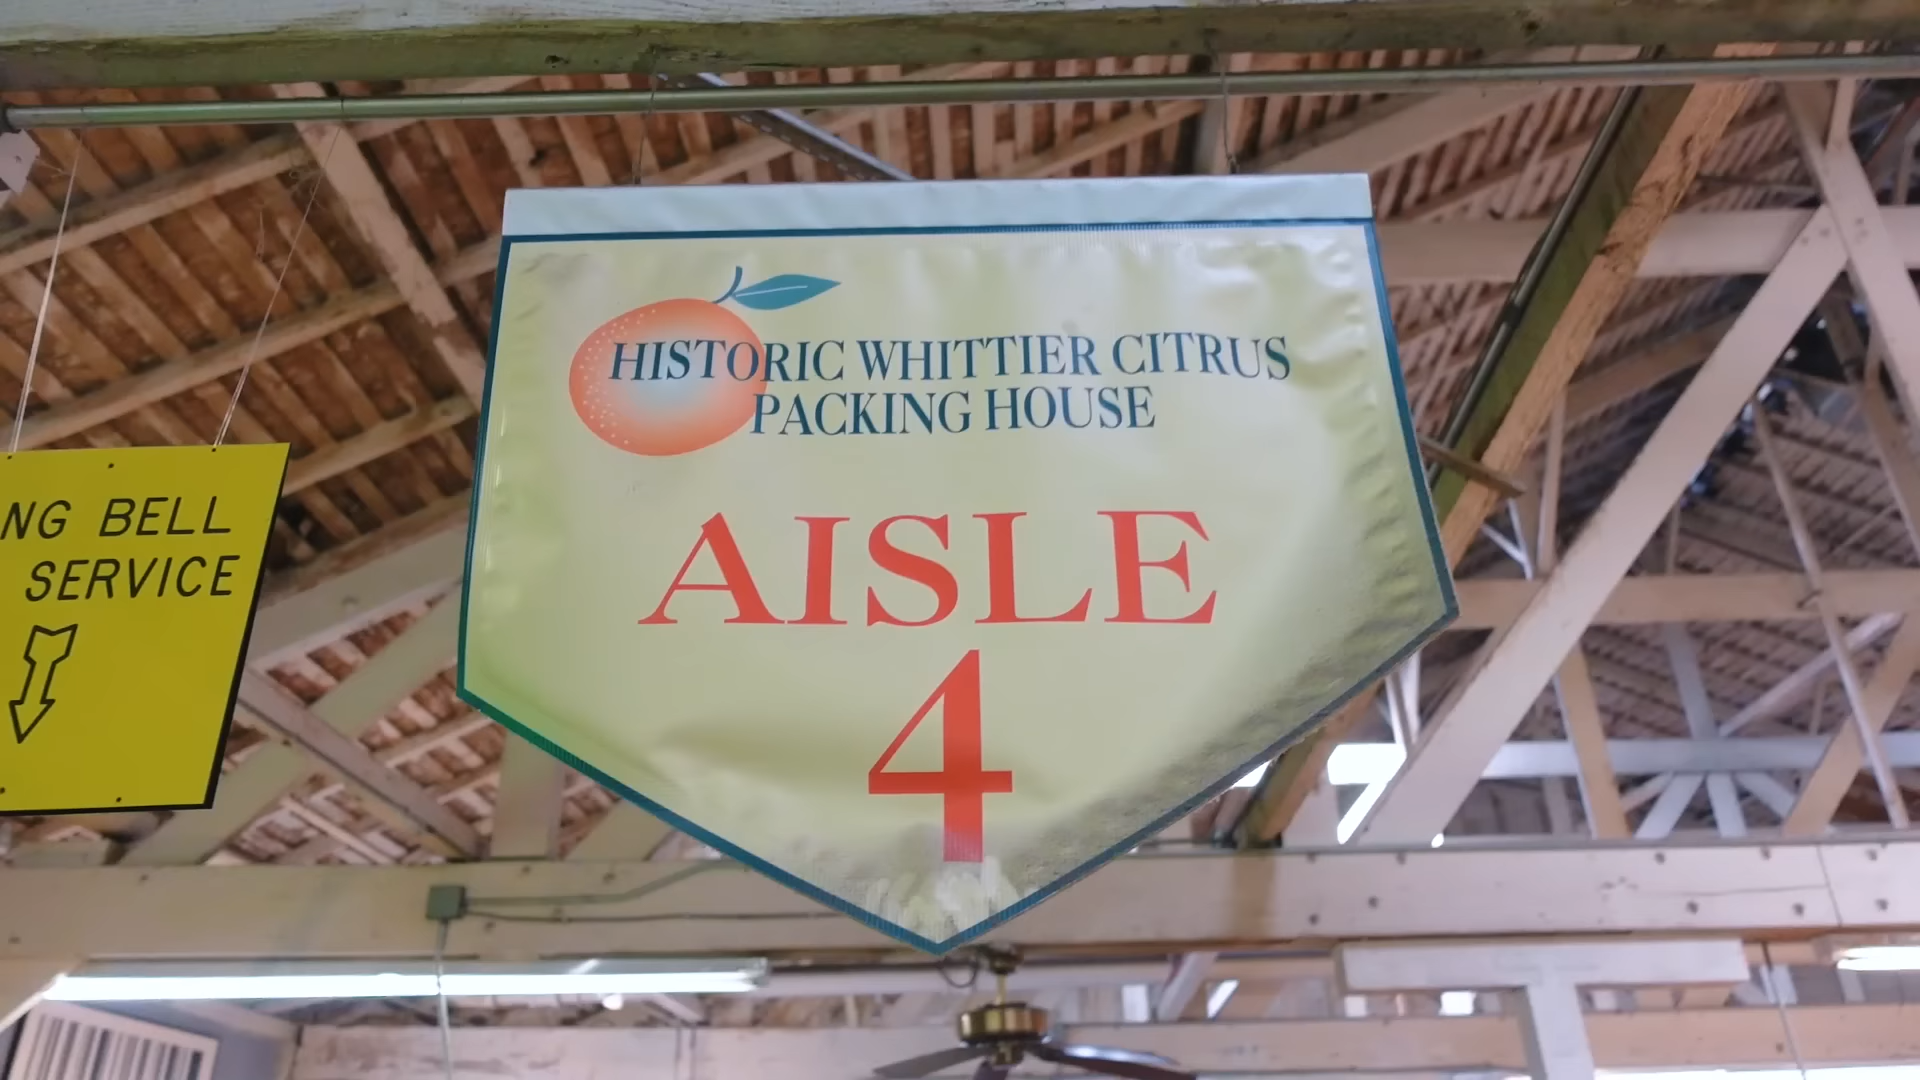 HISTORIC WHITTIER CITRUS
PACKING HOUSE
AISLE
4
NG BELL
SERVICE